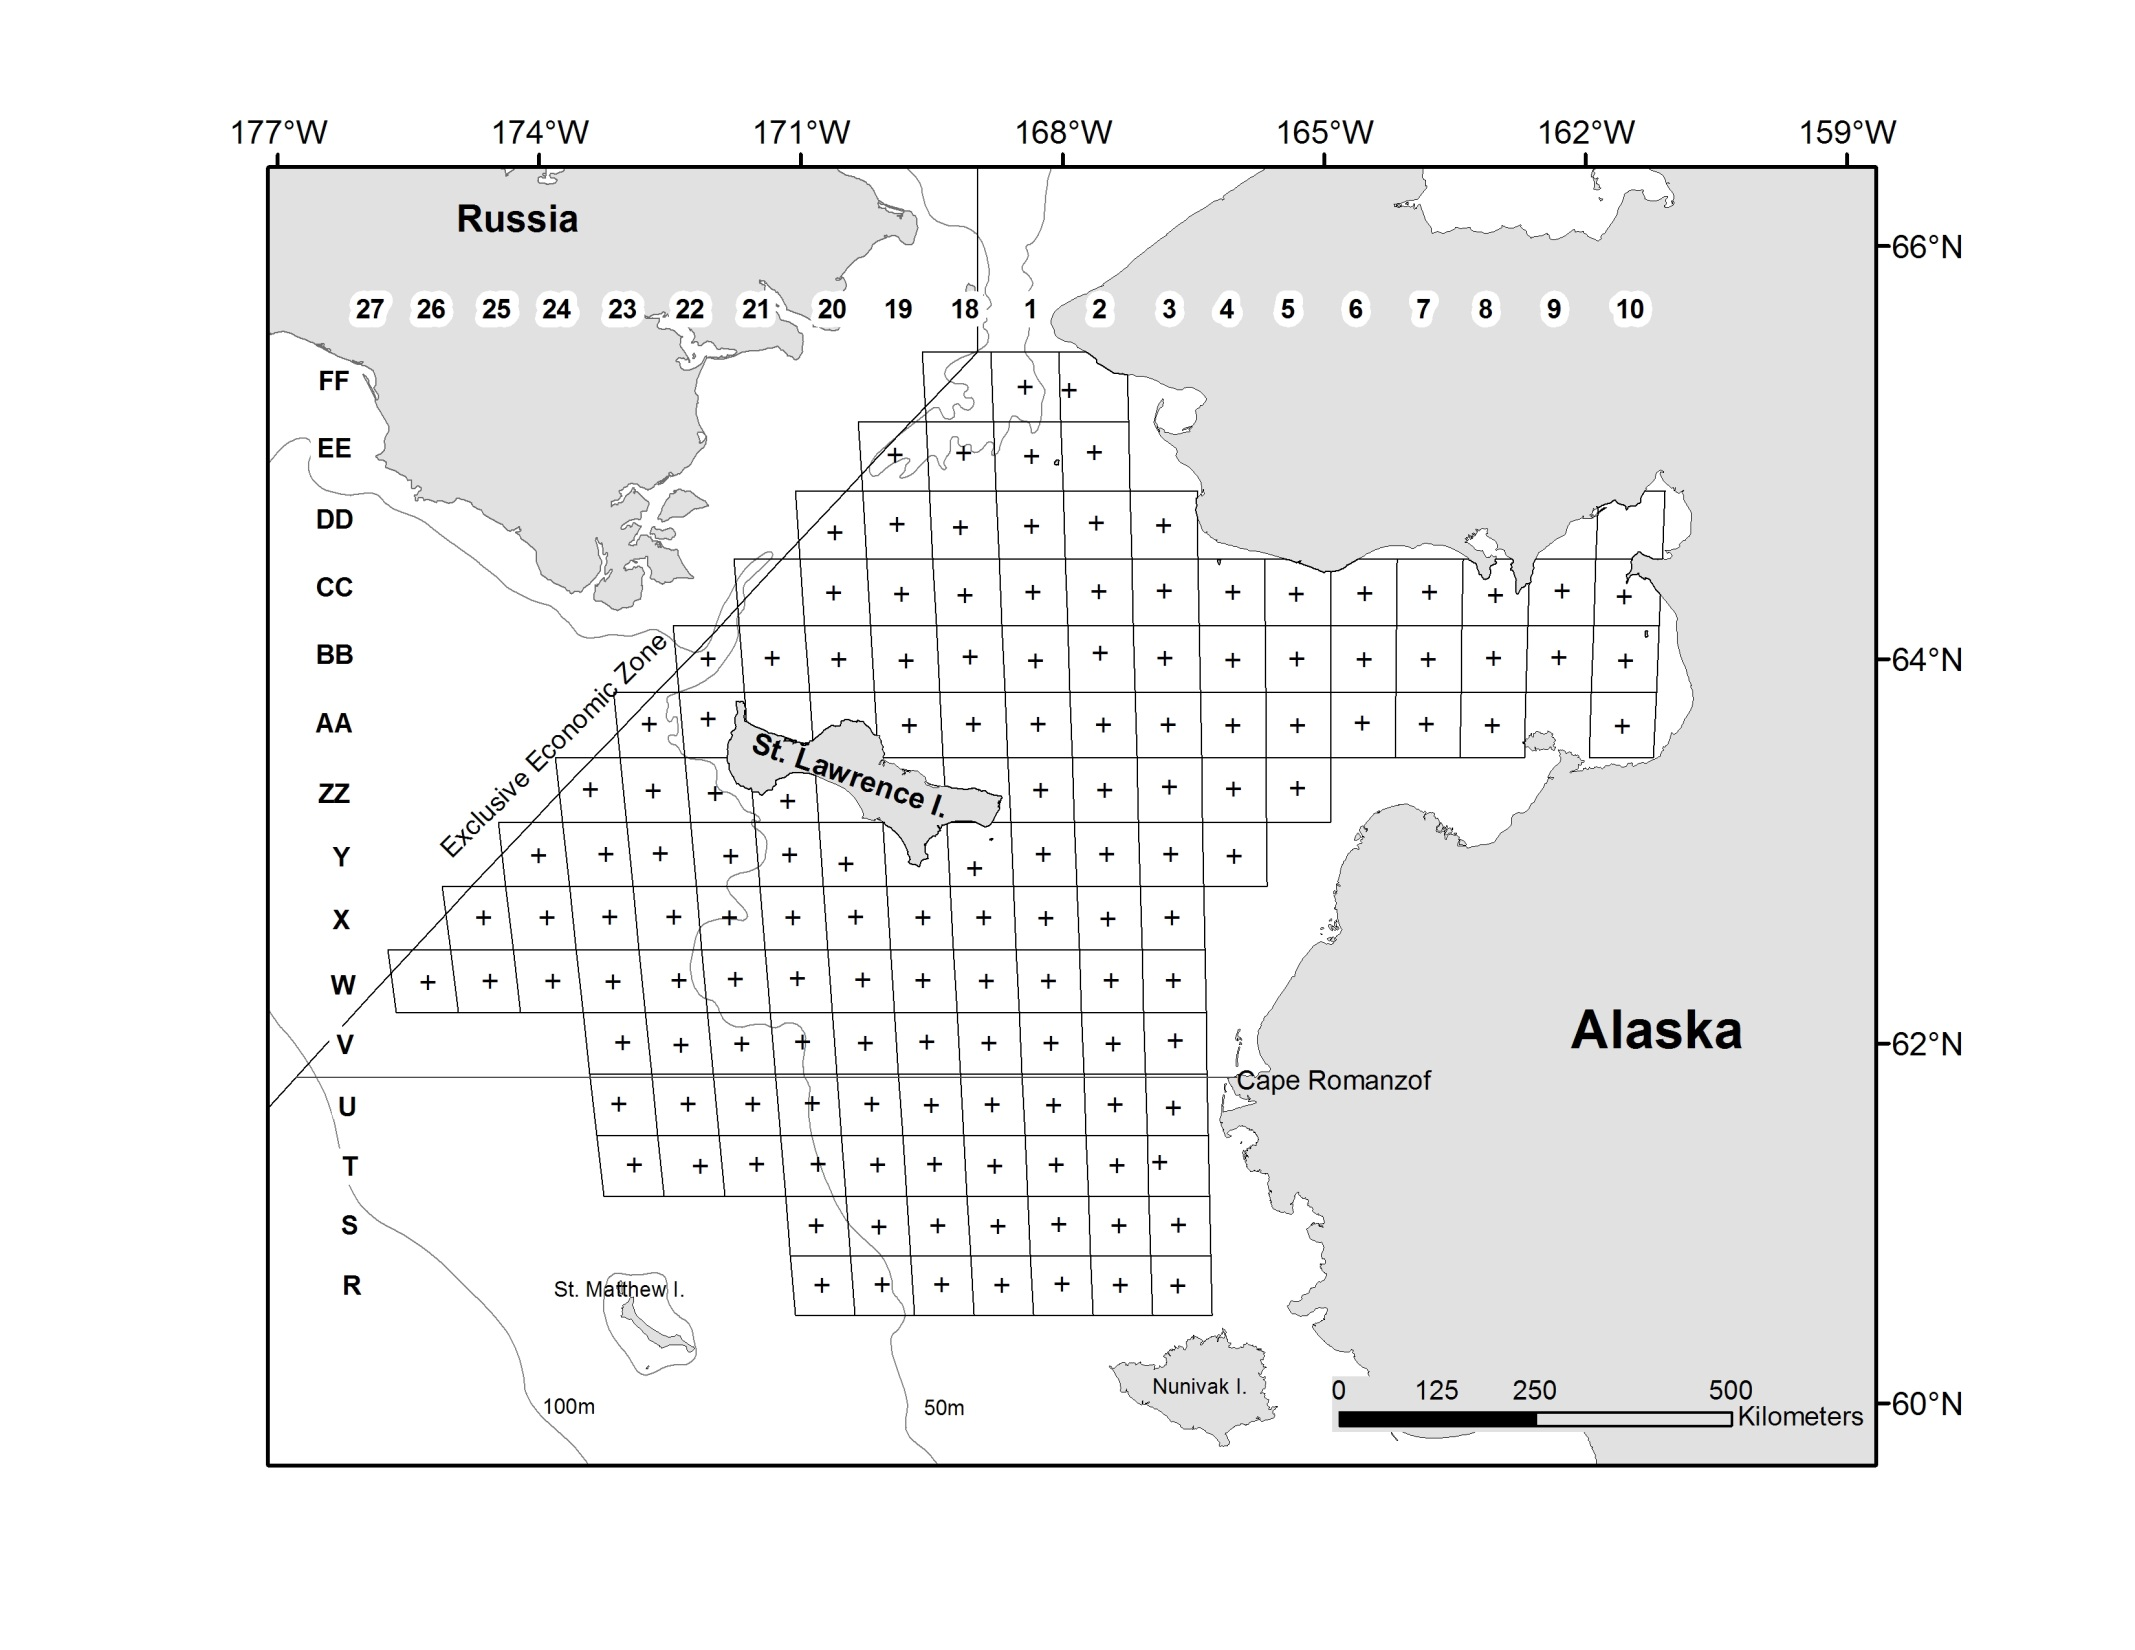 177°W 174°W 171°W 168°W 165°W 162°W 159°W
Russia
66°N
27 26 25 24 23 22 21 20 19 18 1 2 3 4 5 6 7 8 9 10
FF
EE
DD
CC
BB
64°N
AA
Exclusive Economic Zone
St. Lawrence I.
ZZ
Y
X
W
Alaska
V
62°N
Cape Romanzof
U
T
S
R
St. Matthew I.
Nunivak I.
0 125 250 500
Kilometers
100m
50m
60°N